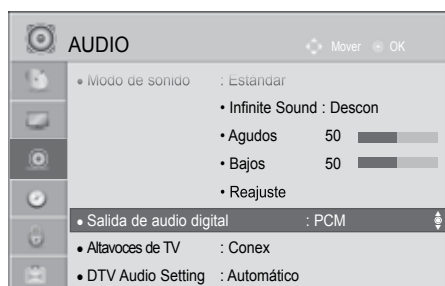 AUDIO
Mover OK
• Modo de sonido : Estándar
• Infinite Sound : Descon
• Agudos 50
• Bajos 50
• Reajuste
• Salida de audio digital : PCM
• Altavoces de TV : Conex
• DTV Audio Setting : Automático